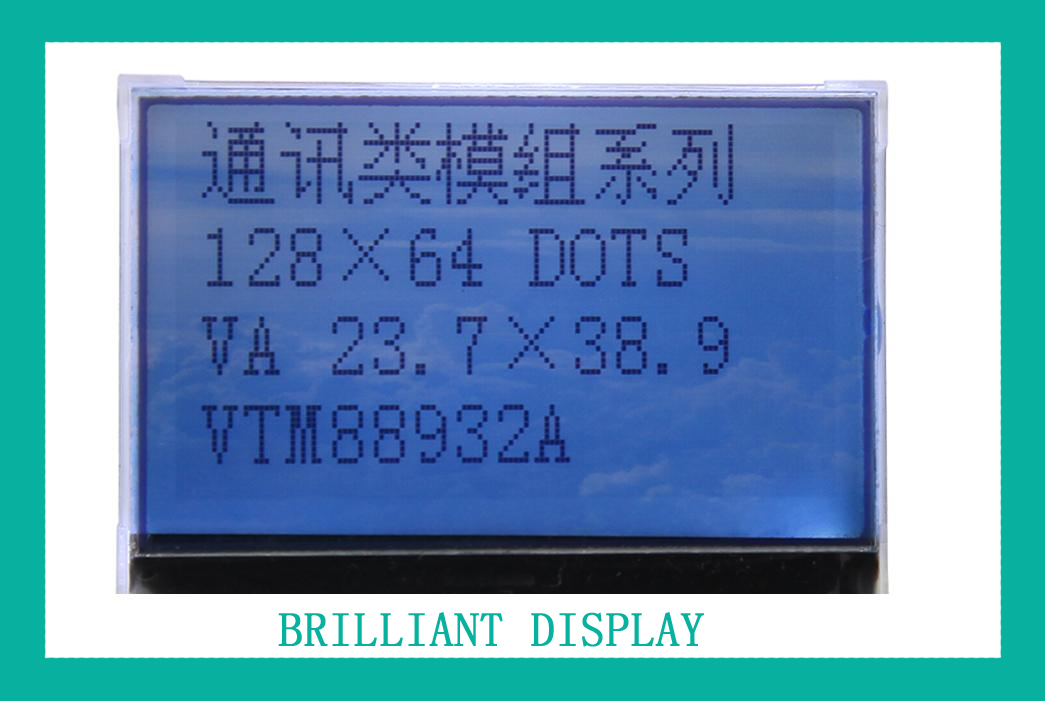 通讯类模组系列
128×64 DOTS
VA 23.7×38.9
VTM88932A
BRILLIANT DISPLAY